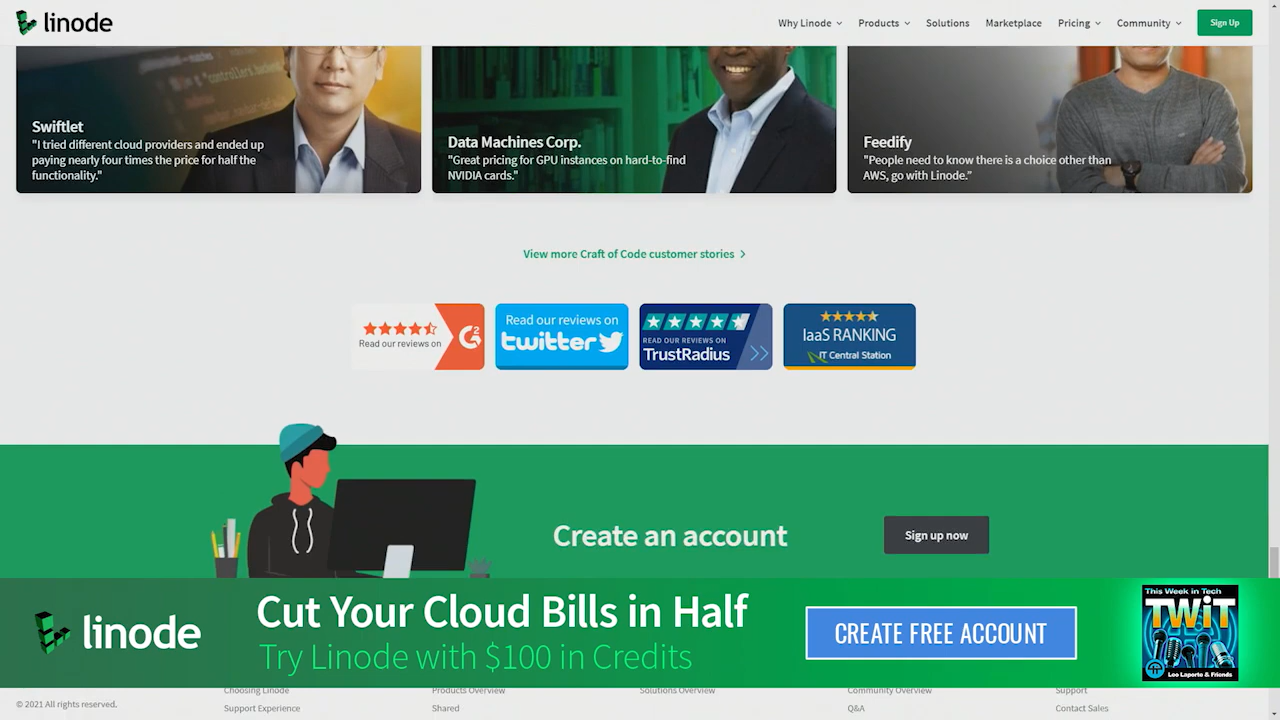 linode
Why Linode
Products
Solutions
Marketplace
Pricing
Community
Sign Up
Swiftlet
"I tried different cloud providers and ended up
paying nearly four times the price for half the
functionality."
Data Machines Corp.
"Great pricing for GPU instances on hard-to-find
NVIDIA cards."
Feedify
"People need to know there is a choice other than
AWS, go with Linode."
View more Craft of Code customer stories
Read our reviews on
G2
Read our reviews on
twitter
READ OUR REVIEWS ON
TrustRadius
IaaS RANKING
IT Central Station
Create an account
Sign up now
linode
Cut Your Cloud Bills in Half
Try Linode with $100 in Credits
CREATE FREE ACCOUNT
This Week in Tech
TWiT
Leo Laporte & Friends
Choosing Linode
Products Overview
Solutions Overview
Community Overview
Support
© 2021 All rights reserved.
Support Experience
Shared
Q&A
Contact Sales